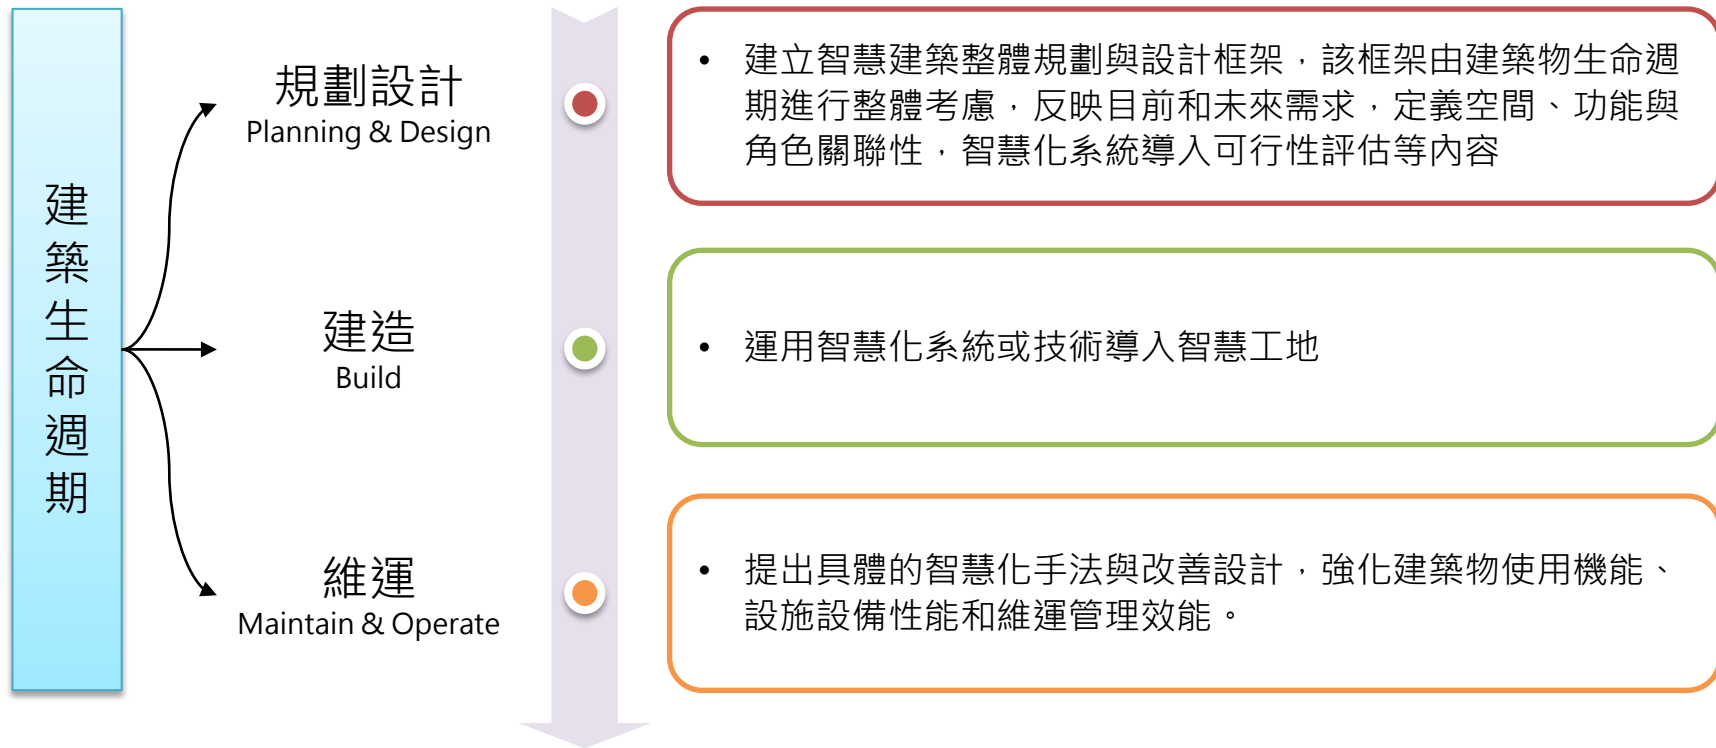 建築生命週期
規劃設計
Planning & Design
• 建立智慧建築整體規劃與設計框架，該框架由建築物生命週
期進行整體考慮，反映目前和未來需求，定義空間、功能與
角色關聯性，智慧化系統導入可行性評估等內容
建造
Build
• 運用智慧化系統或技術導入智慧工地
維運
Maintain & Operate
• 提出具體的智慧化手法與改善設計，強化建築物使用機能、
設施設備性能和維運管理效能。